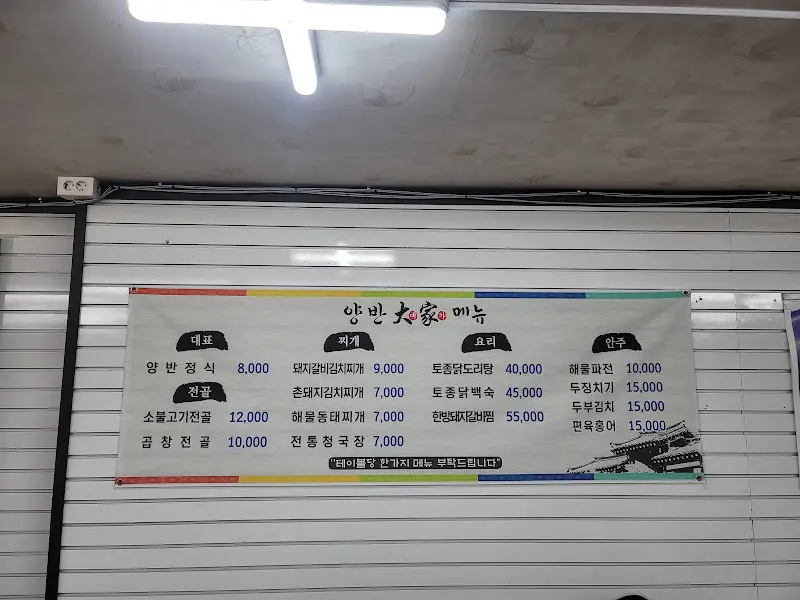 양반 大대家가 메뉴
대표
양반정식 8,000
전골
소불고기전골 12,000
곱창전골 10,000
찌개
돼지갈비김치찌개 9,000
촌돼지김치찌개 7,000
해물동태찌개 7,000
전통청국장 7,000
요리
토종닭도리탕 40,000
토종닭백숙 45,000
한방돼지갈비찜 55,000
안주
해물파전 10,000
두징치기 15,000
두부김치 15,000
편육홍어 15,000
"테이블당 한가지 메뉴 부탁드립니다"